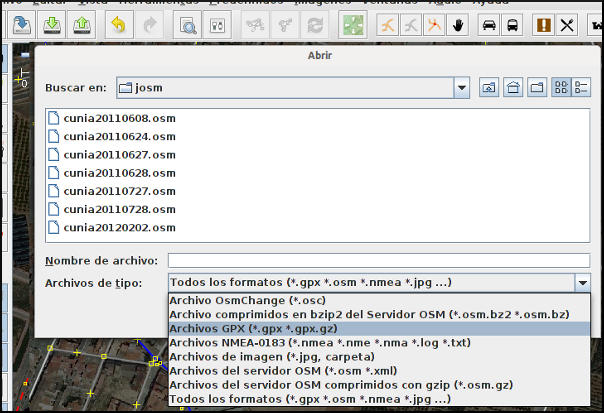 Abrir
Buscar en: josm
cunia20110608.osm
cunia20110624.osm
cunia20110627.osm
cunia20110628.osm
cunia20110727.osm
cunia20110728.osm
cunia20120202.osm
Nombre de archivo:
Archivos de tipo: Todos los formatos (*.gpx *.osm *.nmea *.jpg ...)
Archivo OsmChange (*.osc)
Archivo comprimidos en bzip2 del Servidor OSM (*.osm.bz2 *.osm.bz)
Archivos GPX (*.gpx *.gpx.gz)
Archivos NMEA-0183 (*.nmea *.nme *.nma *.log *.txt)
Archivos de imagen (*.jpg, carpeta)
Archivos del servidor OSM (*.osm *.xml)
Archivos del servidor OSM comprimidos con gzip (*.osm.gz)
Todos los formatos (*.gpx *.osm *.nmea *.jpg ...)